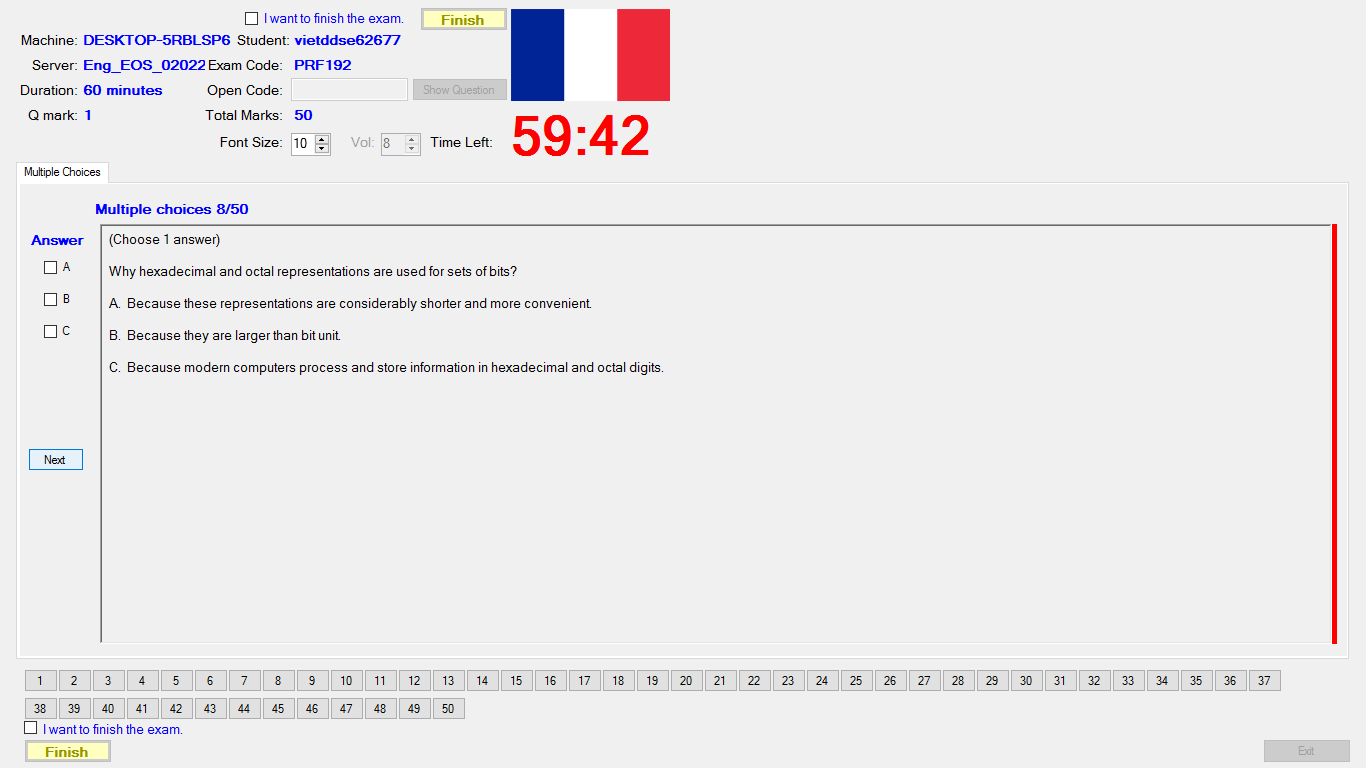 I want to finish the exam. Finish
Machine: DESKTOP-5RBLSP6 Student: vietddse62677
Server: Eng_EOS_02022 Exam Code: PRF192
Duration: 60 minutes Open Code: Show Question
Q mark: 1 Total Marks: 50
Font Size: 10 Vol: 8 Time Left: 59:42
Multiple Choices
Multiple choices 8/50
Answer
(Choose 1 answer)
A
Why hexadecimal and octal representations are used for sets of bits?
B
A. Because these representations are considerably shorter and more convenient.
C
B. Because they are larger than bit unit.
C. Because modern computers process and store information in hexadecimal and octal digits.
Next
1 2 3 4 5 6 7 8 9 10 11 12 13 14 15 16 17 18 19 20 21 22 23 24 25 26 27 28 29 30 31 32 33 34 35 36 37
38 39 40 41 42 43 44 45 46 47 48 49 50
I want to finish the exam.
Finish Exit